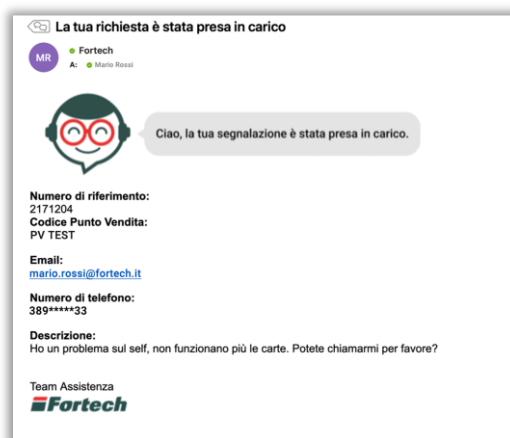 La tua richiesta è stata presa in carico
MR
Fortech
A: Mario Rossi
Ciao, la tua segnalazione è stata presa in carico.
Numero di riferimento:
2171204
Codice Punto Vendita:
PV TEST
Email:
mario.rossi@fortech.it
Numero di telefono:
389*****33
Descrizione:
Ho un problema sul self, non funzionano più le carte. Potete chiamarmi per favore?
Team Assistenza
Fortech